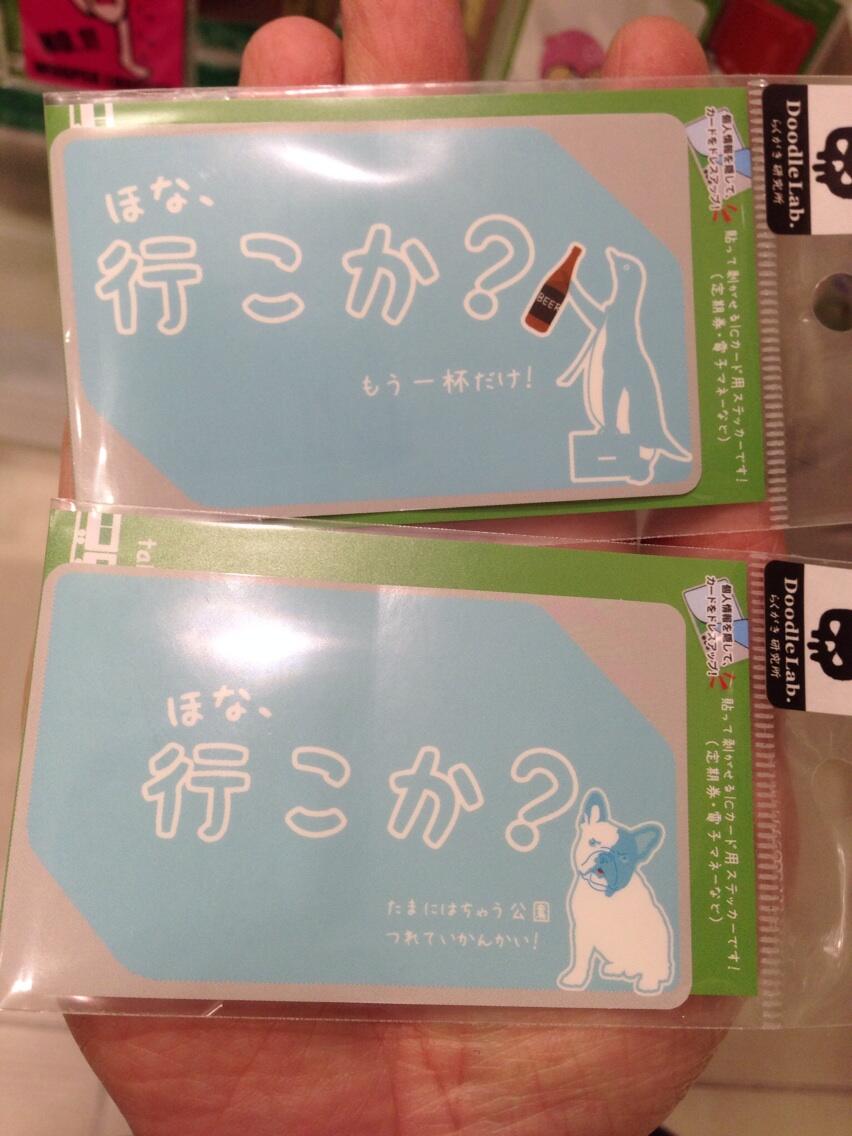 ほな、
行こか?
BEER
もう一杯だけ!
個人情報を隠して、
カードをドレスアップ!
貼って剥がせるICカード用ステッカーです!
(定期券・電子マネーなど)
DoodleLab.
らくがき研究所
ta
ほな、
行こか?
たまにはちゃう公園
つれていかんかい!
個人情報を隠して、
カードをドレスアップ!
貼って剥がせるICカード用ステッカーです!
(定期券・電子マネーなど)
DoodleLab.
らくがき研究所